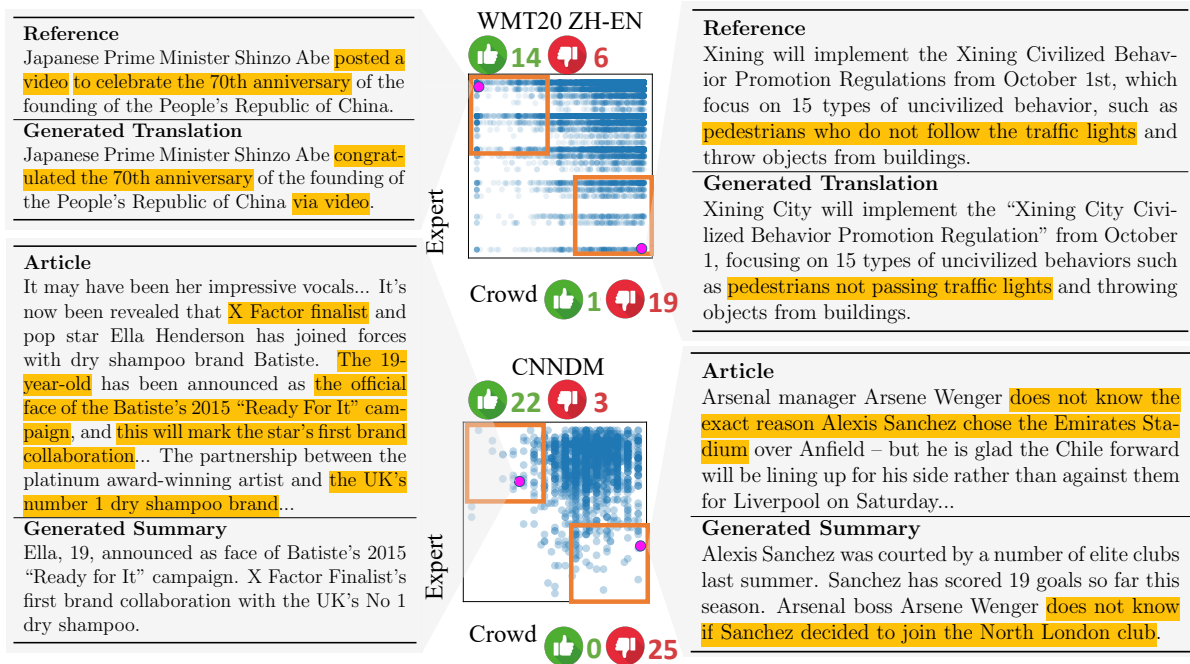 Reference
Japanese Prime Minister Shinzo Abe posted a
video to celebrate the 70th anniversary of the
founding of the People's Republic of China.
Generated Translation
Japanese Prime Minister Shinzo Abe congrat-
ulated the 70th anniversary of the founding of
the People's Republic of China via video.
Article
It may have been her impressive vocals... It's
now been revealed that X Factor finalist and
pop star Ella Henderson has joined forces
with dry shampoo brand Batiste. The 19-
year-old has been announced as the official
face of the Batiste's 2015 “Ready For It” cam-
paign, and this will mark the star's first brand
collaboration... The partnership between the
platinum award-winning artist and the UK's
number 1 dry shampoo brand...
Generated Summary
Ella, 19, announced as face of Batiste's 2015
“Ready for It” campaign. X Factor Finalist's
first brand collaboration with the UK's No 1
dry shampoo.
WMT20 ZH-EN
14 6
Expert
Crowd 1 19
CNNDM
22 3
Expert
Crowd 0 25
Reference
Xining will implement the Xining Civilized Behav-
ior Promotion Regulations from October 1st, which
focus on 15 types of uncivilized behavior, such as
pedestrians who do not follow the traffic lights and
throw objects from buildings.
Generated Translation
Xining City will implement the “Xining City Civi-
lized Behavior Promotion Regulation” from October
1, focusing on 15 types of uncivilized behaviors such
as pedestrians not passing traffic lights and throwing
objects from buildings.
Article
Arsenal manager Arsene Wenger does not know the
exact reason Alexis Sanchez chose the Emirates Sta-
dium over Anfield – but he is glad the Chile forward
will be lining up for his side rather than against them
for Liverpool on Saturday...
Generated Summary
Alexis Sanchez was courted by a number of elite clubs
last summer. Sanchez has scored 19 goals so far this
season. Arsenal boss Arsene Wenger does not know
if Sanchez decided to join the North London club.